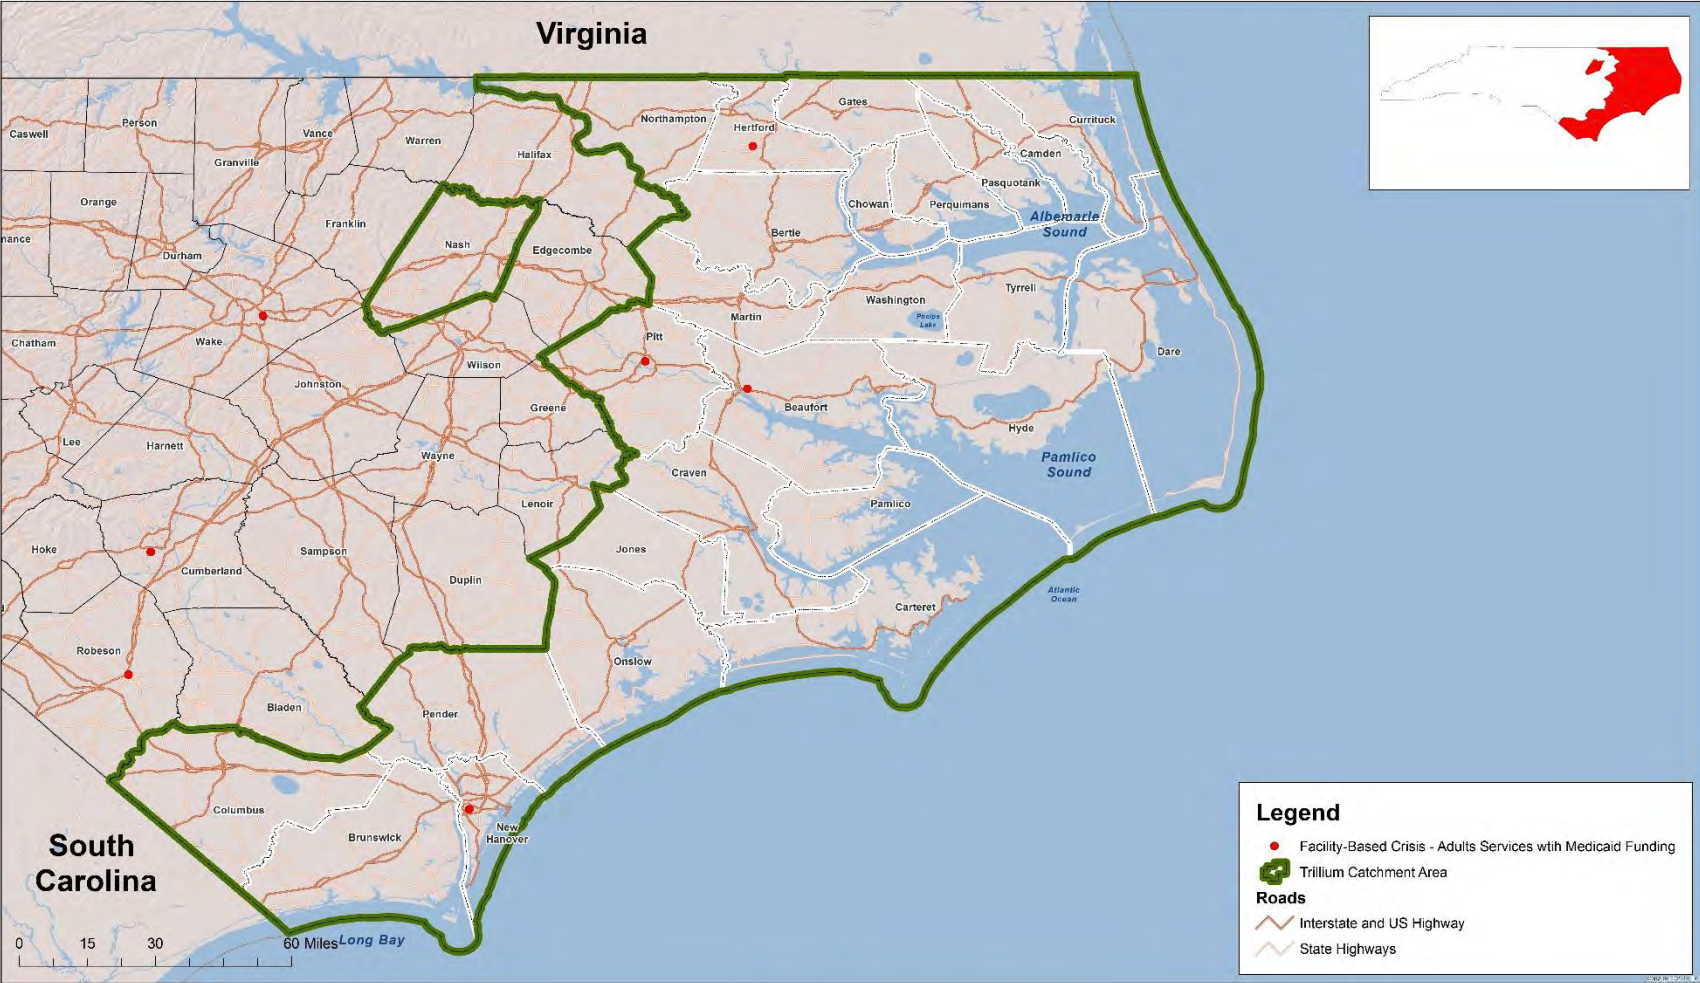 Virginia
Northampton
Hertford
Gates
Currituck
Camden
Pasquotank
Perquimans
Chowan
Albemarle
Sound
Bertie
Caswell
Person
Granville
Vance
Warren
Halifax
Orange
Franklin
Nash
Edgecombe
nance
Durham
Washington
Tyrrell
Phelps
Lake
Martin
Pitt
Dare
Chatham
Wake
Johnston
Wilson
Greene
Beaufort
Hyde
Lee
Harnett
Wayne
Craven
Pamlico
Sound
Lenoir
Pamlico
Hoke
Cumberland
Sampson
Duplin
Jones
Atlantic
Ocean
Carteret
Robeson
Onslow
Bladen
Pender
Columbus
Brunswick
New
Hanover
South
Carolina
0 15 30 60 Miles
Long Bay
Legend
Facility-Based Crisis - Adults Services wtih Medicaid Funding
Trillium Catchment Area
Roads
Interstate and US Highway
State Highways